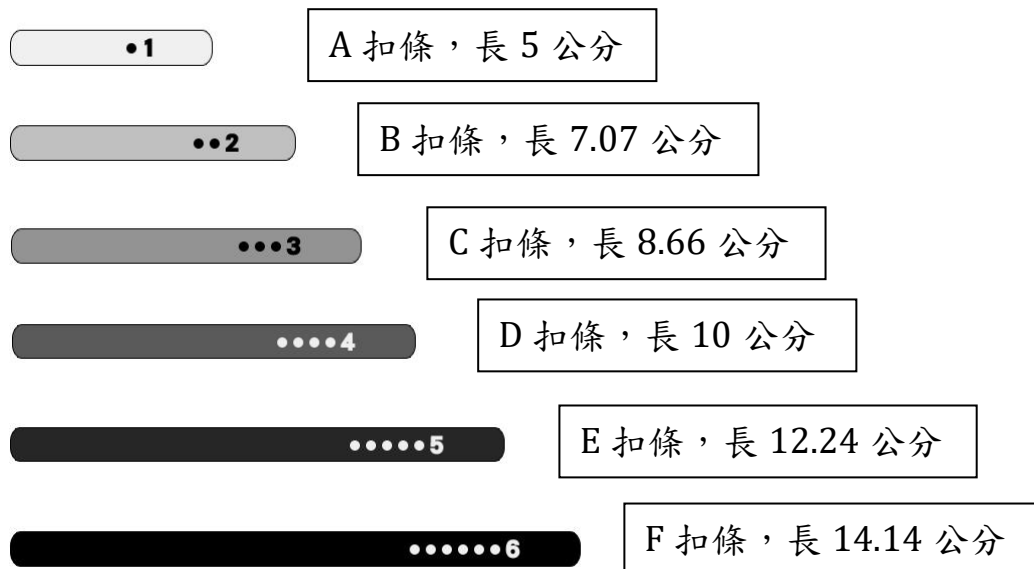 •1
A 扣條，長 5 公分
••2
B 扣條，長 7.07 公分
•••3
C 扣條，長 8.66 公分
••••4
D 扣條，長 10 公分
•••••5
E 扣條，長 12.24 公分
••••••6
F 扣條，長 14.14 公分